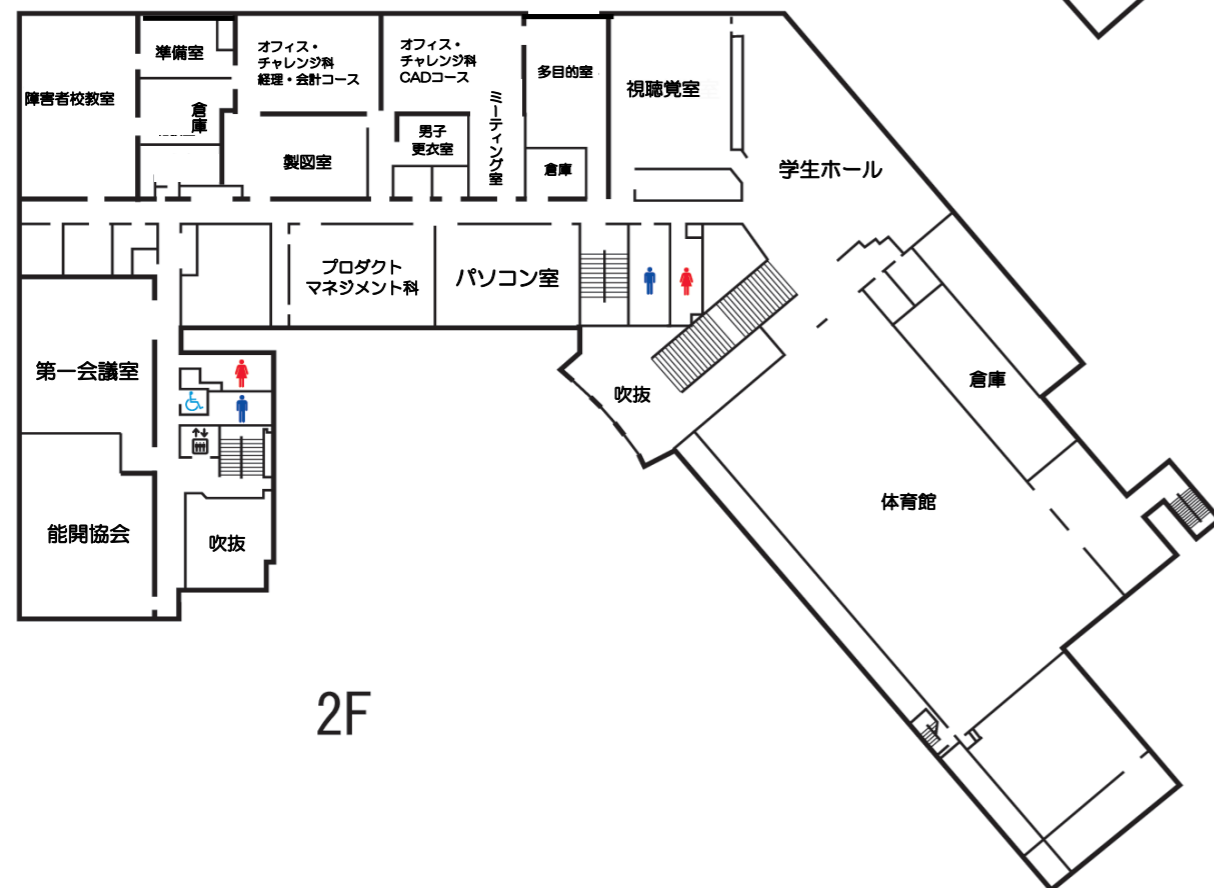 準備室
オフィス・
チャレンジ科
経理・会計コース
オフィス・
チャレンジ科
CADコース
多目的室
視聴覚室
障害者校教室
倉庫
ミーティング室
男子
更衣室
製図室
倉庫
学生ホール
プロダクト
マネジメント科
パソコン室
第一会議室
吹抜
倉庫
能開協会
吹抜
体育館
2F